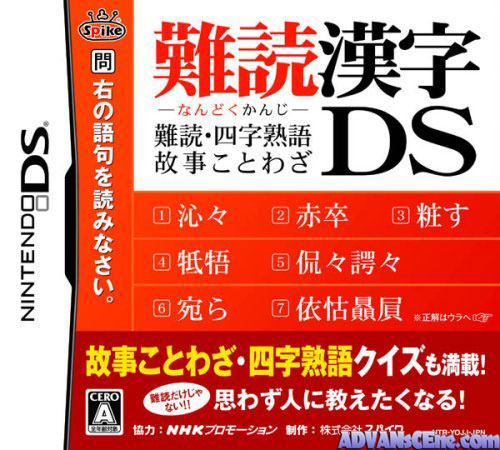 Spike
問 右の語句を読みなさい。
NINTENDO DS
難読漢字DS
―なんどくかんじ―
難読・四字熟語
故事ことわざ
1 沁々 2 赤卒 3 粧す
4 牴牾 5 侃々諤々
6 宛ら 7 依怙贔屓
※正解はウラへ☞
故事ことわざ・四字熟語クイズも満載!
難読だけじゃない!! 思わず人に教えたくなる!
CERO
A
全年齢対象
協力:NHKプロモーション 制作:株式会社スパイク
NTR-YOJJ-JPN
ADVANsCEne.com